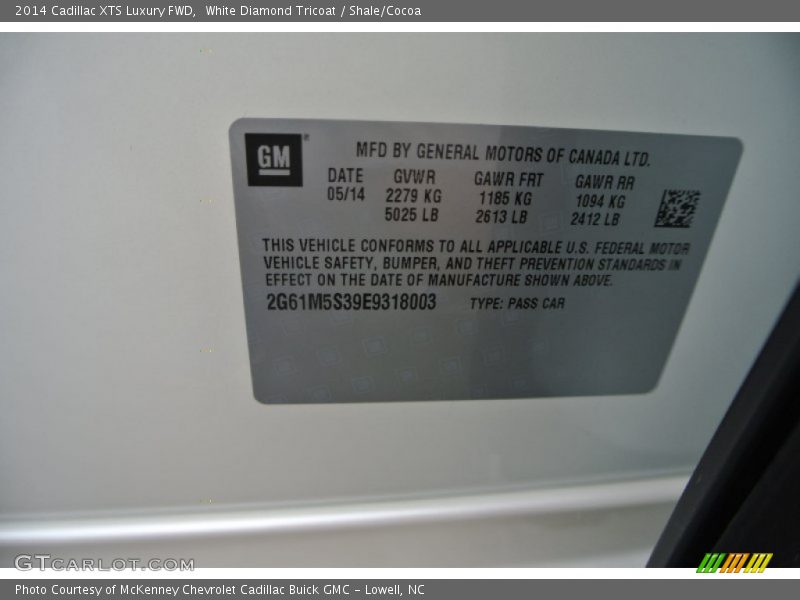 2014 Cadillac XTS Luxury FWD,  White Diamond Tricoat / Shale/Cocoa
GM
MFD BY GENERAL MOTORS OF CANADA LTD.
DATE GVWR GAWR FRT GAWR RR
05/14 2279 KG 1185 KG 1094 KG
5025 LB 2613 LB 2412 LB
THIS VEHICLE CONFORMS TO ALL APPLICABLE U.S. FEDERAL MOTOR
VEHICLE SAFETY, BUMPER, AND THEFT PREVENTION STANDARDS IN
EFFECT ON THE DATE OF MANUFACTURE SHOWN ABOVE.
2G61M5S39E9318003 TYPE: PASS CAR
GTCARLOT.COM
Photo Courtesy of McKenney Chevrolet Cadillac Buick GMC - Lowell, NC